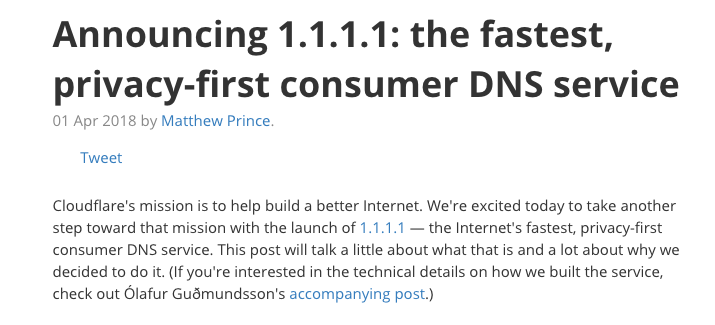 Announcing 1.1.1.1: the fastest,
privacy-first consumer DNS service
01 Apr 2018 by Matthew Prince.
Tweet
Cloudflare's mission is to help build a better Internet. We're excited today to take another
step toward that mission with the launch of 1.1.1.1 — the Internet's fastest, privacy-first
consumer DNS service. This post will talk a little about what that is and a lot about why we
decided to do it. (If you're interested in the technical details on how we built the service,
check out Ólafur Guðmundsson's accompanying post.)